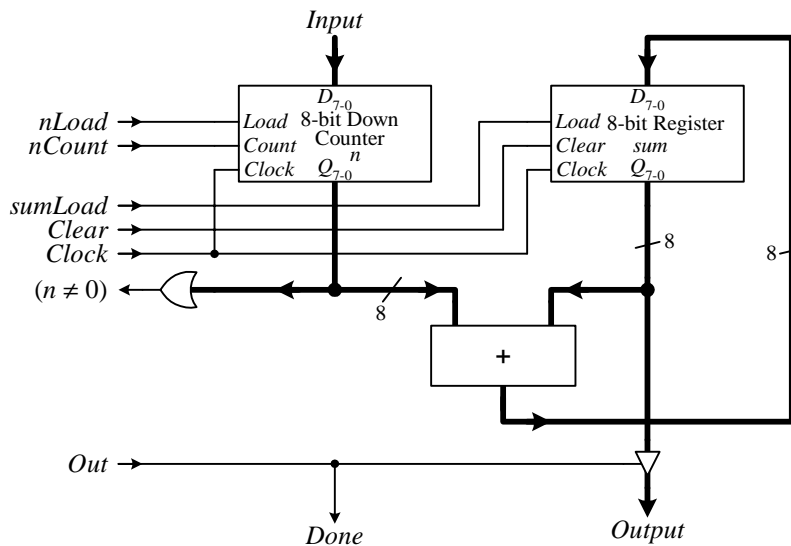 Input
D7-0
8-bit Down
Counter
n
Q7-0
Load
Count
Clock
D7-0
8-bit Register
sum
Q7-0
Load
Clear
Clock
nLoad
nCount
sumLoad
Clear
Clock
(n ≠ 0)
8
8
8
+
Out
Done
Output